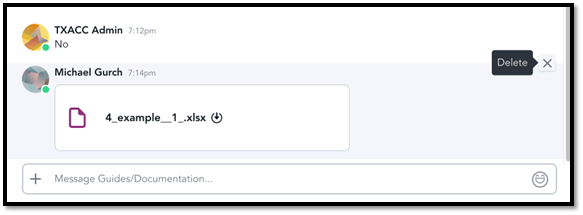 TXACC Admin 7:12pm
No
Delete
Michael Gurch 7:14pm
4_example__1_.xlsx
Message Guides/Documentation...